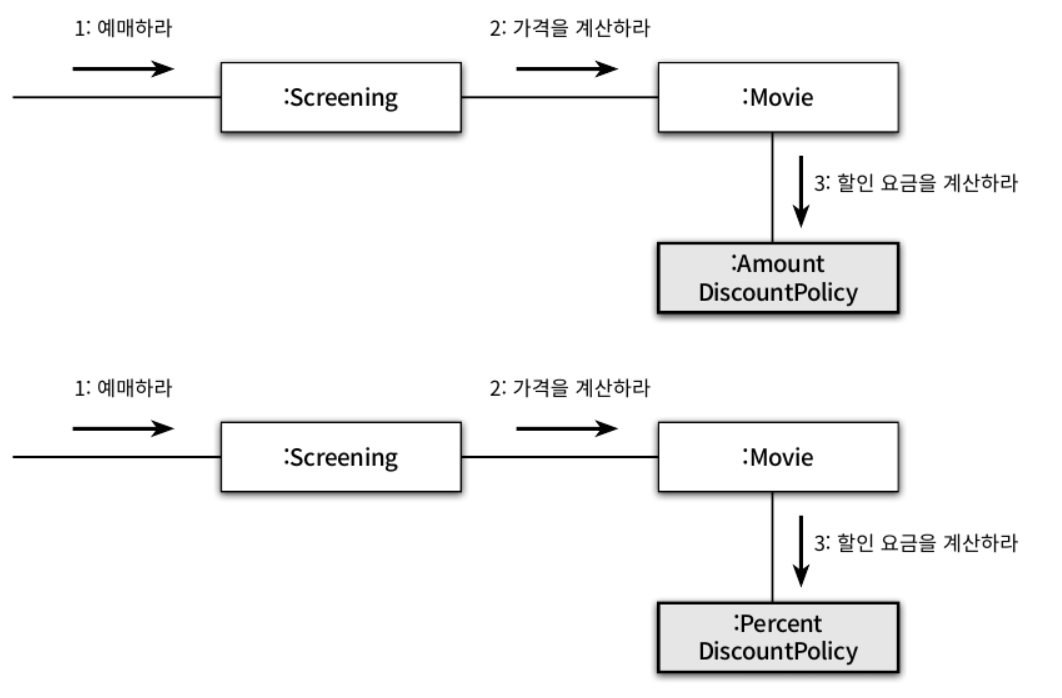 1: 예매하라
2: 가격을 계산하라
:Screening
:Movie
3: 할인 요금을 계산하라
:Amount
DiscountPolicy
1: 예매하라
2: 가격을 계산하라
:Screening
:Movie
3: 할인 요금을 계산하라
:Percent
DiscountPolicy